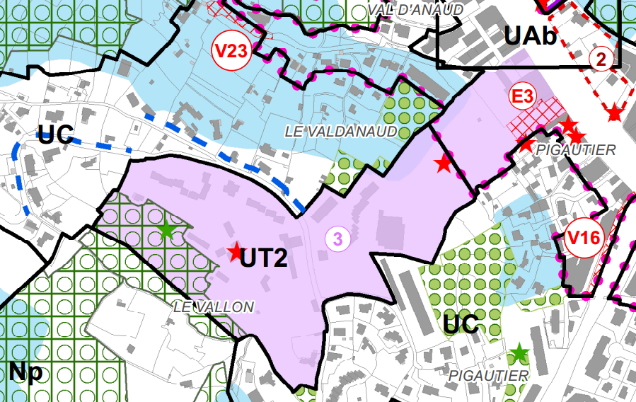 VAL D'ANAUD
UAb
V23
2
E3
LE VALDANAUD
UC
PIGAUTIER
3
V16
UT2
LE VALLON
UC
Np
PIGAUTIER